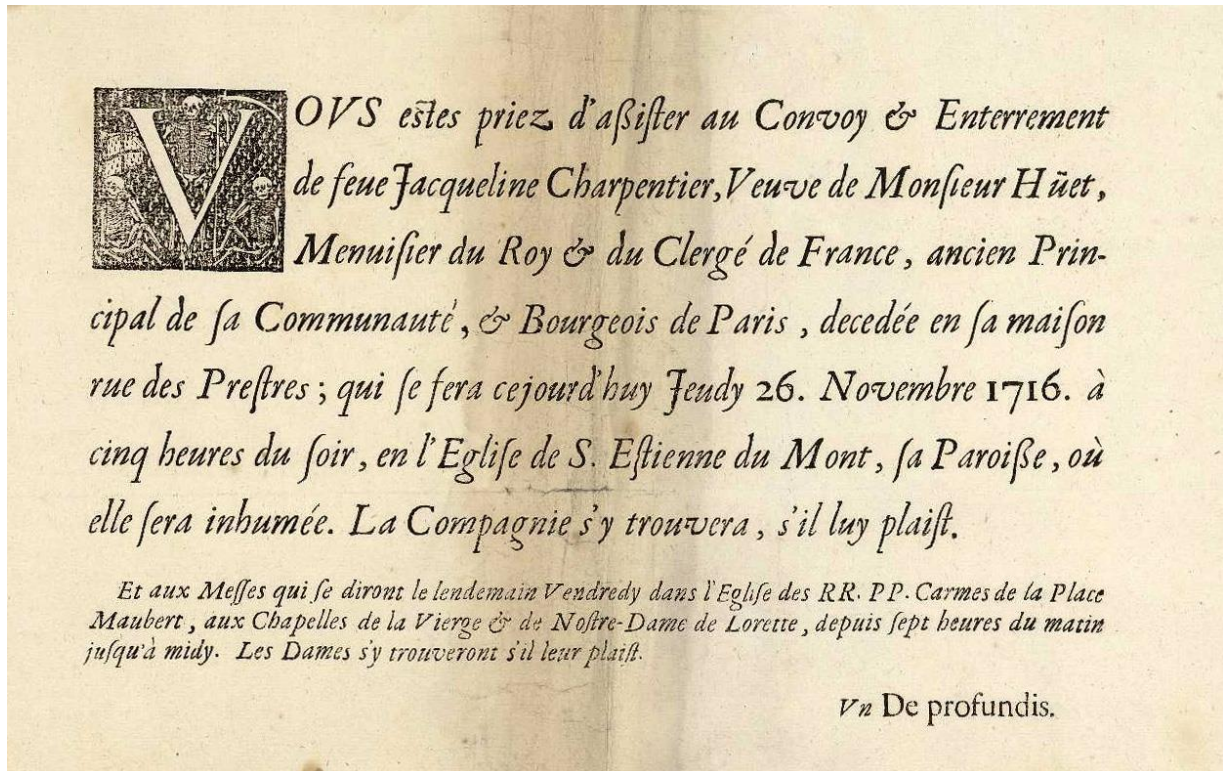 VOVS estes priez d'aßiſter au Convoy & Enterrement
de feue Jacqueline Charpentier, Veuve de Monſieur Hüet,
Menuiſier du Roy & du Clergé de France, ancien Prin-
cipal de ſa Communauté, & Bourgeois de Paris, decedée en ſa maiſon
rue des Preſtres; qui ſe fera cejourd'huy Jeudy 26. Novembre 1716. à
cinq heures du ſoir, en l'Egliſe de S. Eſtienne du Mont, ſa Paroiße, où
elle ſera inhumée. La Compagnie s'y trouvera, s'il luy plaiſt.
Et aux Meſſes qui ſe diront le lendemain Vendredy dans l'Egliſe des RR. PP. Carmes de la Place
Maubert, aux Chapelles de la Vierge & de Noſtre-Dame de Lorette, depuis ſept heures du matin
juſqu'à midy. Les Dames s'y trouveront s'il leur plaiſt.
Vn De profundis.